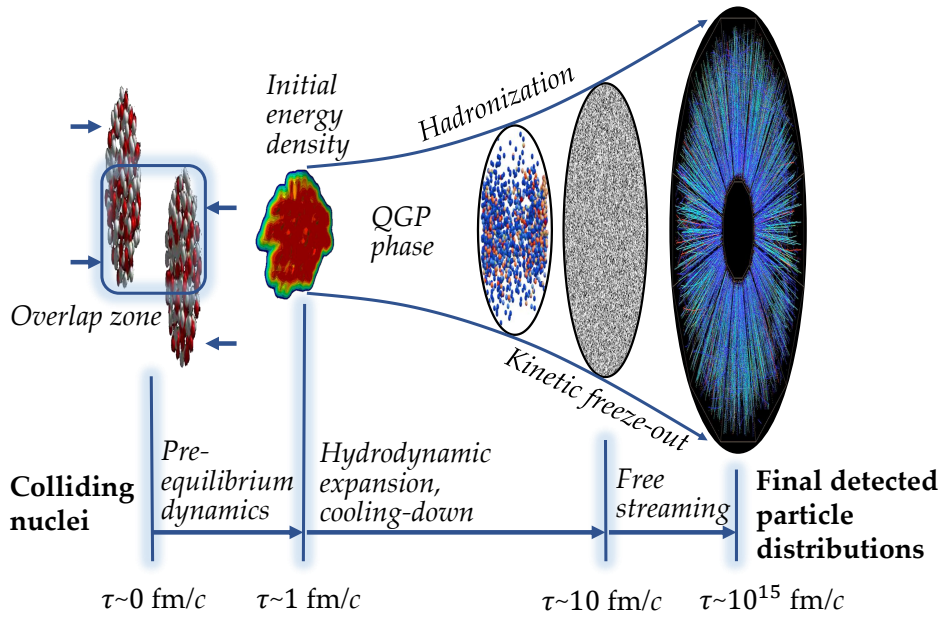 Initial
energy
density
Hadronization
QGP
phase
Overlap zone
Kinetic freeze-out
Colliding
nuclei
Pre-
equilibrium
dynamics
Hydrodynamic
expansion,
cooling-down
Free
streaming
Final detected
particle
distributions
τ~0 fm/c
τ~1 fm/c
τ~10 fm/c
τ~10¹⁵ fm/c